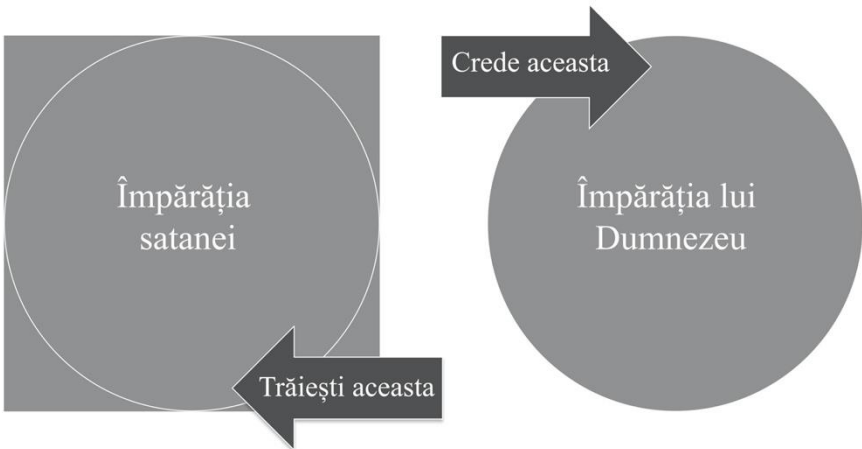 Crede aceasta
Împărăția
satanei
Împărăția lui
Dumnezeu
Trăiești aceasta